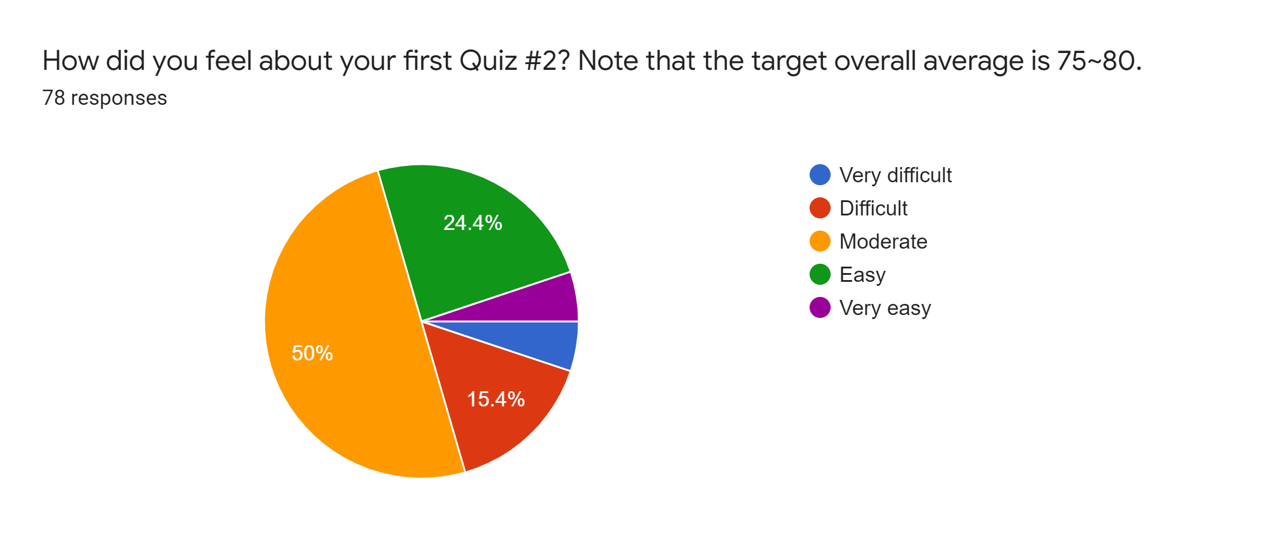 How did you feel about your first Quiz #2? Note that the target overall average is 75~80.
78 responses
24.4%
50%
15.4%
Very difficult
Difficult
Moderate
Easy
Very easy